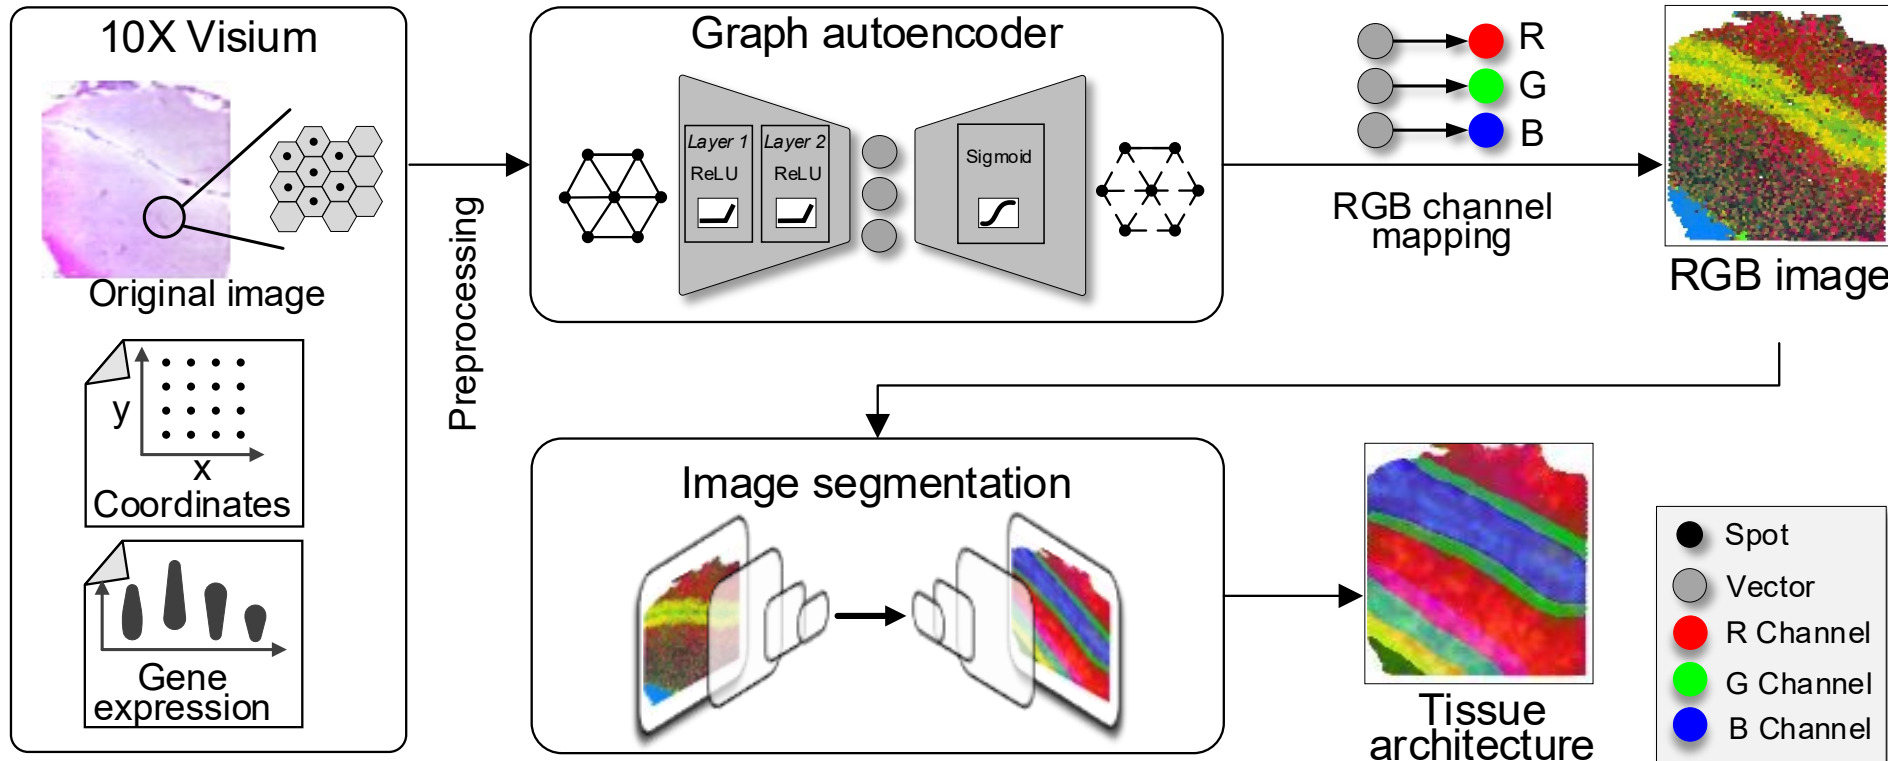 10X Visium
Original image
y
x
Coordinates
Gene
expression
Preprocessing
Graph autoencoder
Layer 1
ReLU
Layer 2
ReLU
Sigmoid
R
G
B
RGB channel
mapping
RGB image
Image segmentation
Tissue
architecture
Spot
Vector
R Channel
G Channel
B Channel